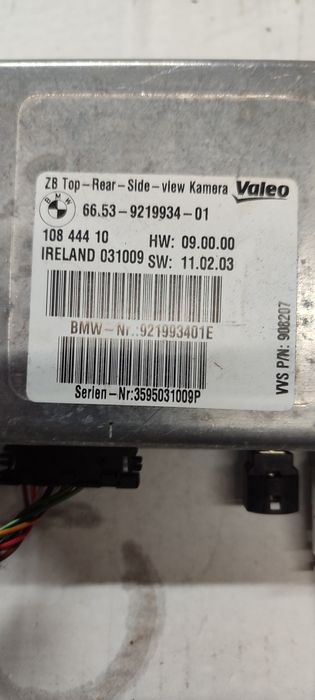 ZB Top-Rear-Side-view Kamera Valeo
BMW 66.53-9219934-01
108 444 10 HW: 09.00.00
IRELAND 031009 SW: 11.02.03
BMW-Nr.:921993401E
Serien-Nr:3595031009P
VVS P/N: 908207